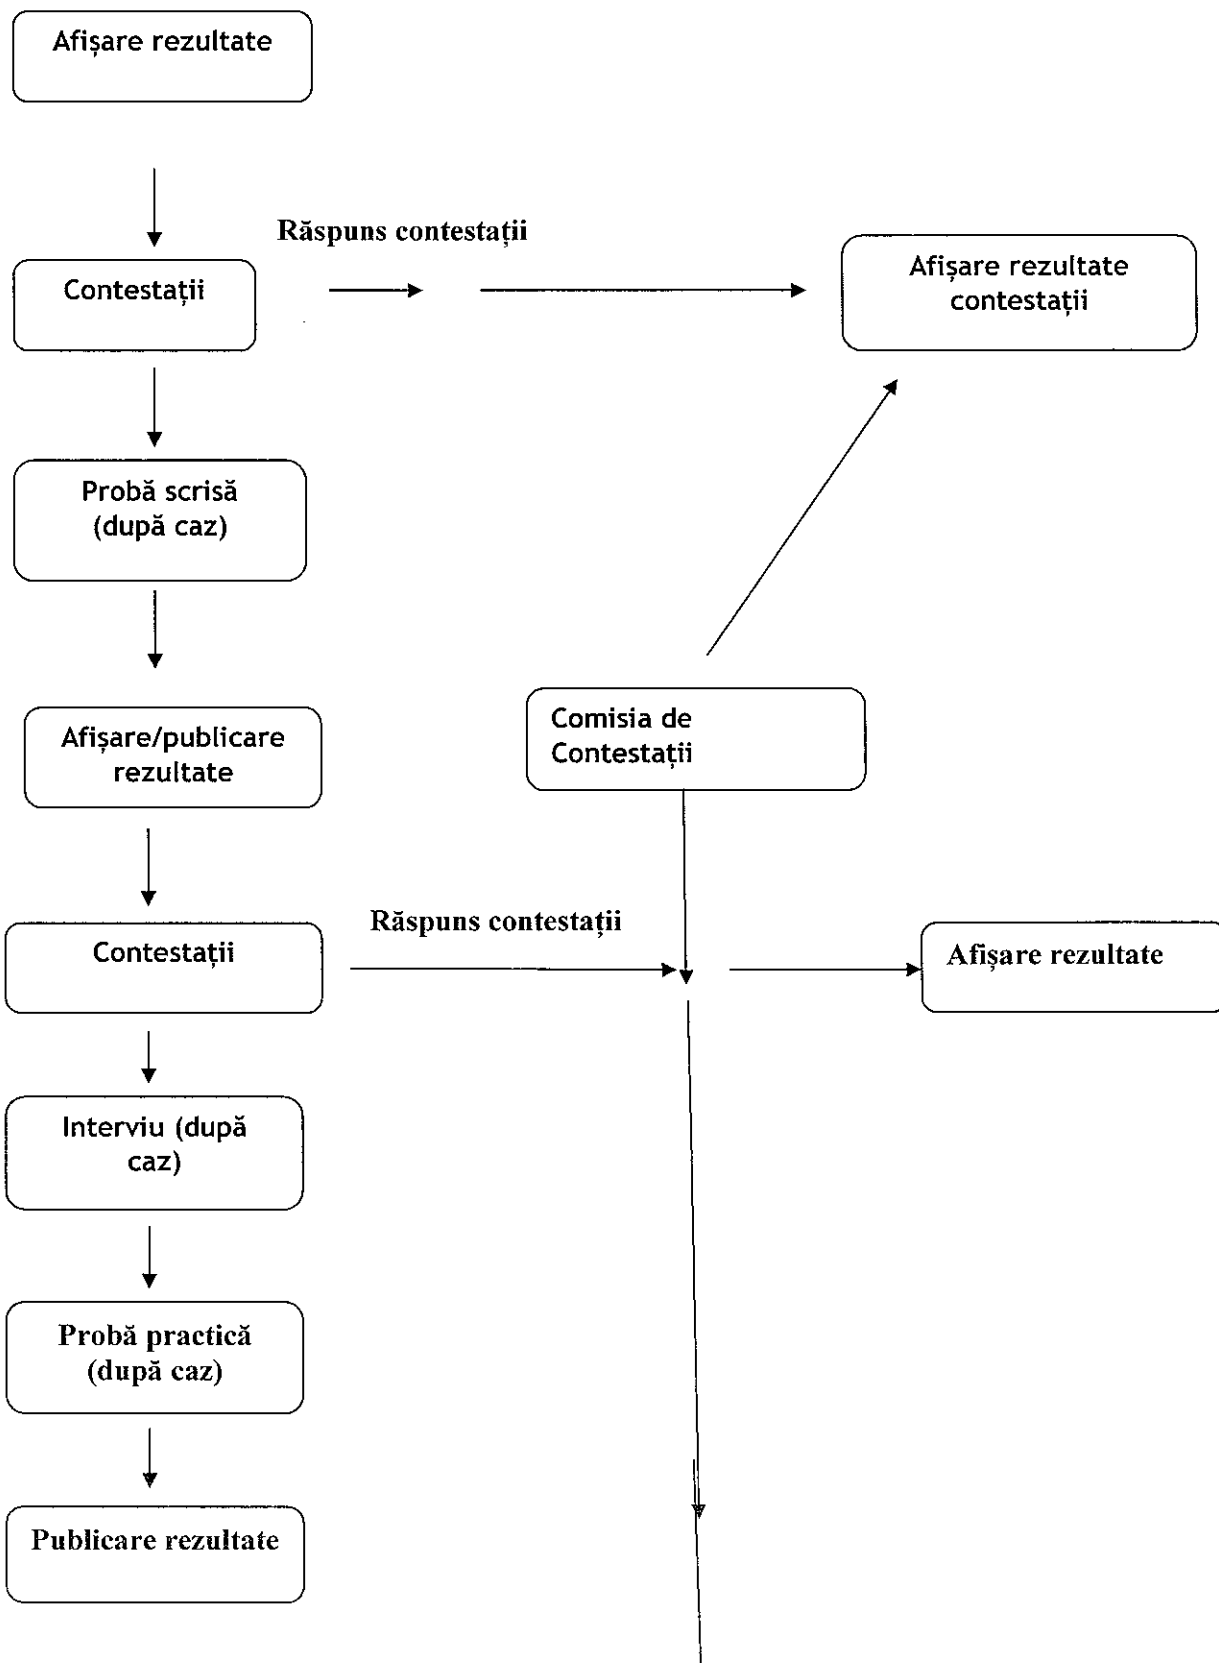 Afișare rezultate
Răspuns contestații
Contestații
Afișare rezultate
contestații
Probă scrisă
(după caz)
Afișare/publicare
rezultate
Comisia de
Contestații
Răspuns contestații
Contestații
Afișare rezultate
Interviu (după
caz)
Probă practică
(după caz)
Publicare rezultate